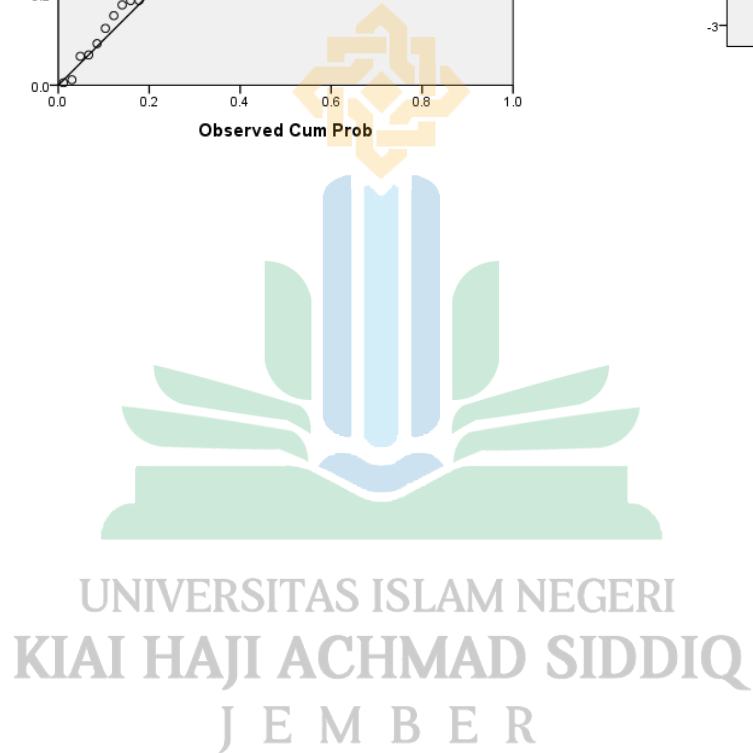 -3
0.0
0.0 0.2 0.4 0.6 0.8 1.0
Observed Cum Prob
UNIVERSITAS ISLAM NEGERI
KIAI HAJI ACHMAD SIDDIQ
JEMBER